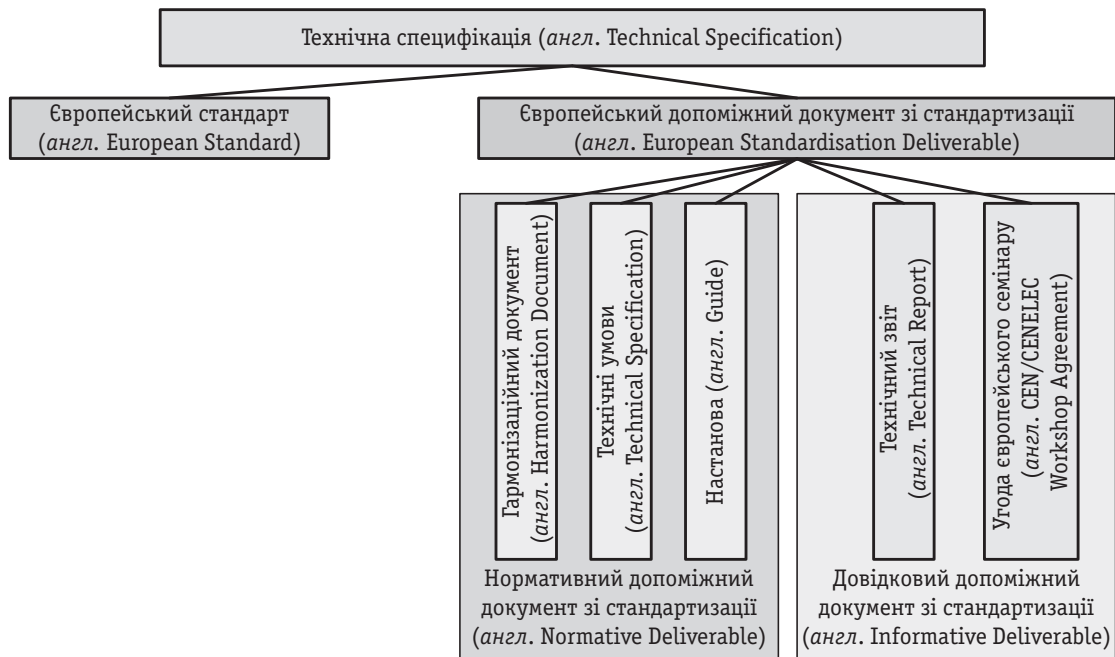 Технічна специфікація (англ. Technical Specification)
Європейський стандарт
(англ. European Standard)
Європейський допоміжний документ зі стандартизації
(англ. European Standardisation Deliverable)
Гармонізаційний документ
(англ. Harmonization Document)
Технічні умови
(англ. Technical Specification)
Настанова (англ. Guide)
Технічний звіт
(англ. Technical Report)
Угода європейського семінару
(англ. CEN/CENELEC
Workshop Agreement)
Нормативний допоміжний
документ зі стандартизації
(англ. Normative Deliverable)
Довідковий допоміжний
документ зі стандартизації
(англ. Informative Deliverable)